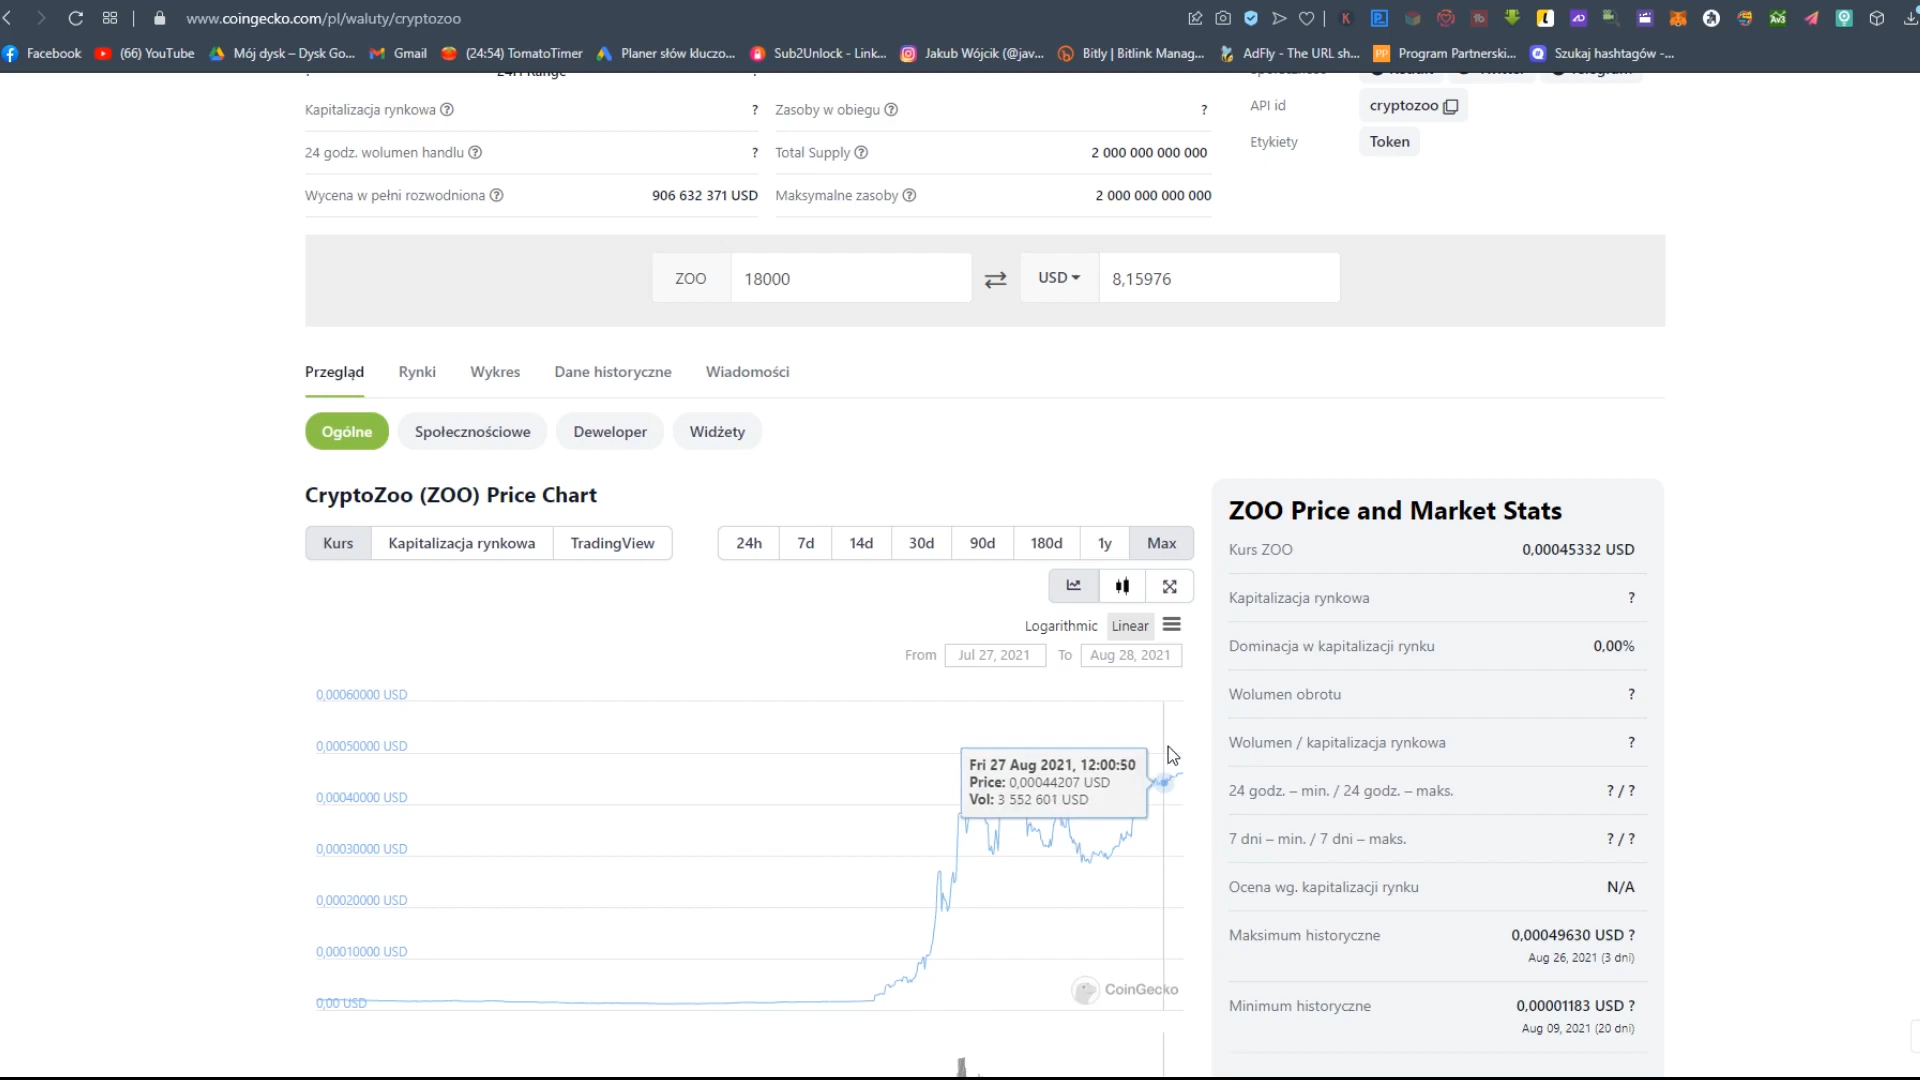 www.coingecko.com/pl/waluty/cryptozoo
Facebook (66) YouTube Mój dysk – Dysk Go... Gmail (24:54) TomatoTimer Planer słów kluczo... Sub2Unlock - Link... Jakub Wójcik (@jav... Bitly | Bitlink Manag... AdFly - The URL sh... Program Partnerski... Szukaj hashtagów -...
24H Range
Kapitalizacja rynkowa ?
Zasoby w obiegu ?
API id cryptozoo
24 godz. wolumen handlu ?
Total Supply 2 000 000 000 000
Etykiety Token
Wycena w pełni rozwodniona 906 632 371 USD
Maksymalne zasoby 2 000 000 000 000
ZOO 18000 USD 8,15976
Przegląd Rynki Wykres Dane historyczne Wiadomości
Ogólne Społecznościowe Deweloper Widżety
CryptoZoo (ZOO) Price Chart
Kurs Kapitalizacja rynkowa TradingView 24h 7d 14d 30d 90d 180d 1y Max
Logarithmic Linear
From Jul 27, 2021 To Aug 28, 2021
0,00060000 USD
0,00050000 USD
0,00040000 USD
0,00030000 USD
0,00020000 USD
0,00010000 USD
0,00 USD
Fri 27 Aug 2021, 12:00:50
Price: 0,00044207 USD
Vol: 3 552 601 USD
CoinGecko
ZOO Price and Market Stats
Kurs ZOO 0,00045332 USD
Kapitalizacja rynkowa ?
Dominacja w kapitalizacji rynku 0,00%
Wolumen obrotu ?
Wolumen / kapitalizacja rynkowa ?
24 godz. – min. / 24 godz. – maks. ? / ?
7 dni – min. / 7 dni – maks. ? / ?
Ocena wg. kapitalizacji rynku N/A
Maksimum historyczne 0,00049630 USD ?
Aug 26, 2021 (3 dni)
Minimum historyczne 0,00001183 USD ?
Aug 09, 2021 (20 dni)